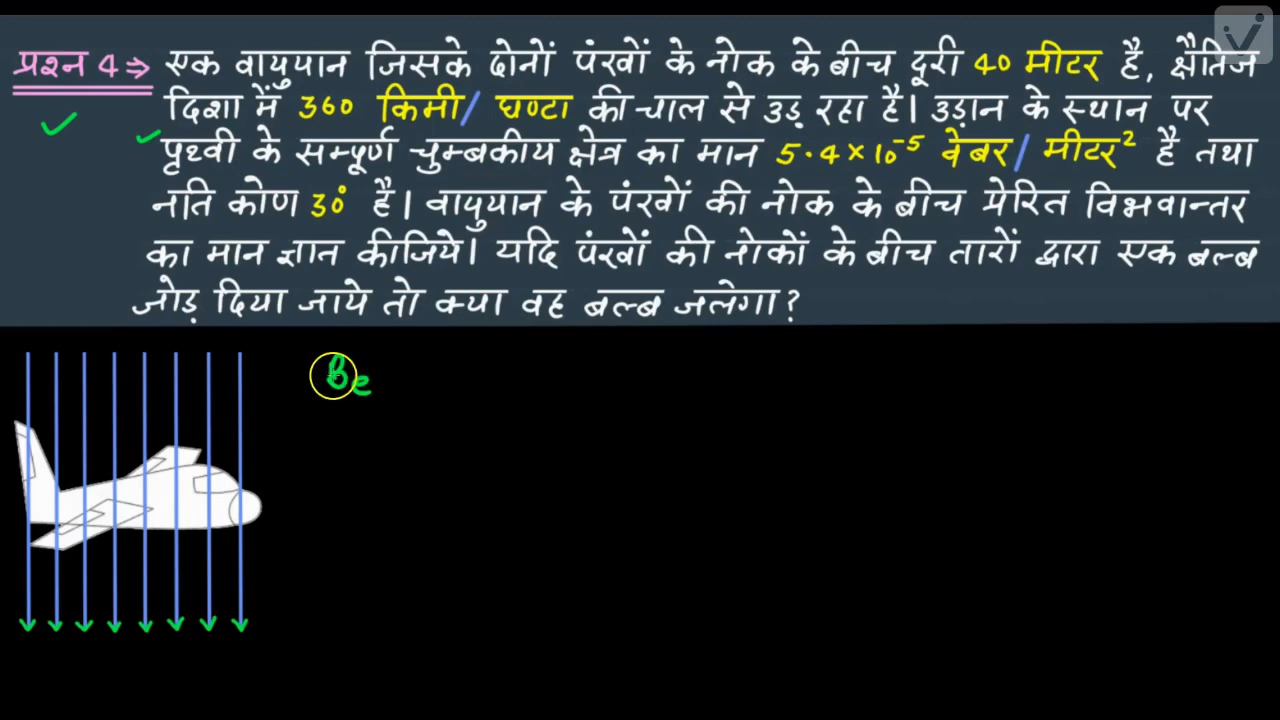 प्रश्न 4⇒ एक वायुयान जिसके दोनों पंखों के नोक के बीच दूरी 40 मीटर है, क्षैतिज
दिशा में 360 किमी/ घण्टा की चाल से उड़ रहा है। उड़ान के स्थान पर
पृथ्वी के सम्पूर्ण चुम्बकीय क्षेत्र का मान 5.4×10⁻⁵ वेबर/ मीटर² है तथा
नति कोण 30° है। वायुयान के पंखों की नोक के बीच प्रेरित विभवान्तर
का मान ज्ञात कीजिये। यदि पंखों की नोकों के बीच तारों द्वारा एक बल्ब
जोड़ दिया जाये तो क्या वह बल्ब जलेगा?
Be